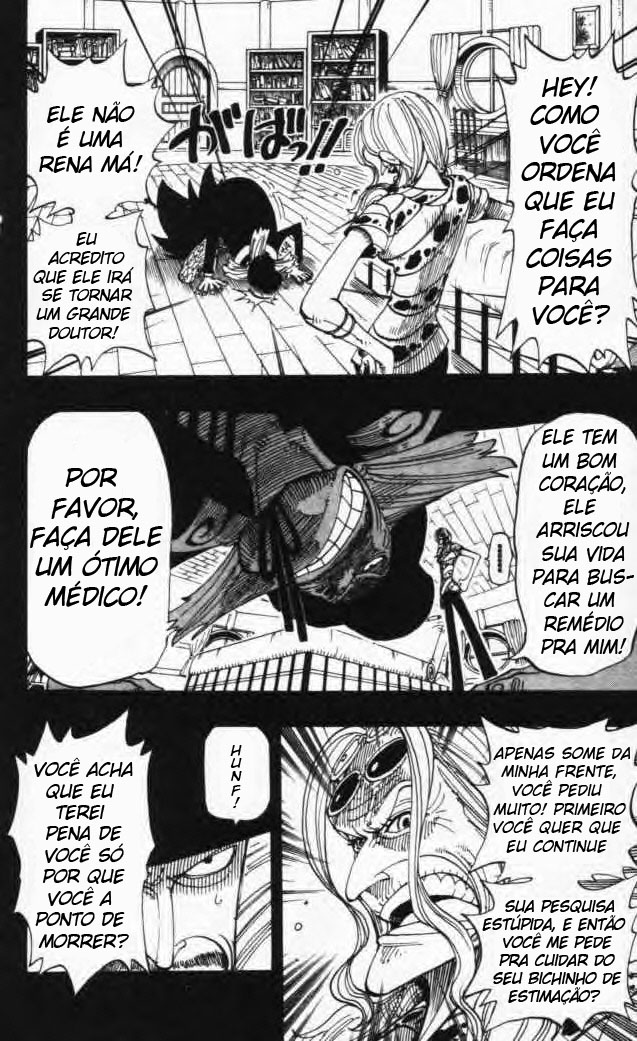 HEY!
COMO
VOCÊ
ORDENA
QUE EU
FAÇA
COISAS
PARA
VOCÊ?
がばっ!!
ELE NÃO
É UMA
RENA MÁ!
EU
ACREDITO
QUE ELE IRÁ
SE TORNAR
UM GRANDE
DOUTOR!
ELE TEM
UM BOM
CORAÇÃO,
ELE
ARRISCOU
SUA VIDA
PARA BUS-
CAR UM
REMÉDIO
PRA MIM!
POR
FAVOR,
FAÇA DELE
UM ÓTIMO
MÉDICO!
APENAS SOME DA
MINHA FRENTE,
VOCÊ PEDIU
MUITO! PRIMEIRO
VOCÊ QUER QUE
EU CONTINUE
SUA PESQUISA
ESTÚPIDA, E ENTÃO
VOCÊ ME PEDE
PRA CUIDAR DO
SEU BICHINHO DE
ESTIMAÇÃO?
HUNF!
VOCÊ ACHA
QUE EU
TEREI
PENA DE
VOCÊ SÓ
POR QUE
VOCÊ A
PONTO DE
MORRER?